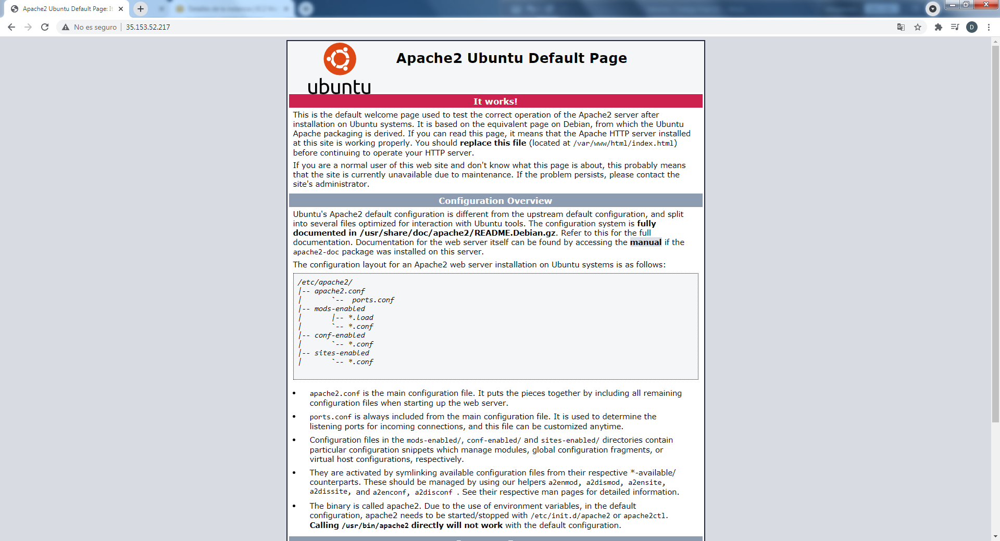 Apache2 Ubuntu Default Page: It
No es seguro
35.153.52.217
D
ubuntu
Apache2 Ubuntu Default Page
It works!
This is the default welcome page used to test the correct operation of the Apache2 server after
installation on Ubuntu systems. It is based on the equivalent page on Debian, from which the Ubuntu
Apache packaging is derived. If you can read this page, it means that the Apache HTTP server installed
at this site is working properly. You should replace this file (located at /var/www/html/index.html)
before continuing to operate your HTTP server.
If you are a normal user of this web site and don't know what this page is about, this probably means
that the site is currently unavailable due to maintenance. If the problem persists, please contact the
site's administrator.
Configuration Overview
Ubuntu's Apache2 default configuration is different from the upstream default configuration, and split
into several files optimized for interaction with Ubuntu tools. The configuration system is fully
documented in /usr/share/doc/apache2/README.Debian.gz. Refer to this for the full
documentation. Documentation for the web server itself can be found by accessing the manual if the
apache2-doc package was installed on this server.
The configuration layout for an Apache2 web server installation on Ubuntu systems is as follows:
/etc/apache2/
|-- apache2.conf
|       `--  ports.conf
|-- mods-enabled
|       |-- *.load
|       `-- *.conf
|-- conf-enabled
|       `-- *.conf
|-- sites-enabled
|       `-- *.conf
• apache2.conf is the main configuration file. It puts the pieces together by including all remaining
configuration files when starting up the web server.
• ports.conf is always included from the main configuration file. It is used to determine the
listening ports for incoming connections, and this file can be customized anytime.
• Configuration files in the mods-enabled/, conf-enabled/ and sites-enabled/ directories contain
particular configuration snippets which manage modules, global configuration fragments, or
virtual host configurations, respectively.
• They are activated by symlinking available configuration files from their respective *-available/
counterparts. These should be managed by using our helpers a2enmod, a2dismod, a2ensite,
a2dissite, and a2enconf, a2disconf . See their respective man pages for detailed information.
• The binary is called apache2. Due to the use of environment variables, in the default
configuration, apache2 needs to be started/stopped with /etc/init.d/apache2 or apache2ctl.
Calling /usr/bin/apache2 directly will not work with the default configuration.